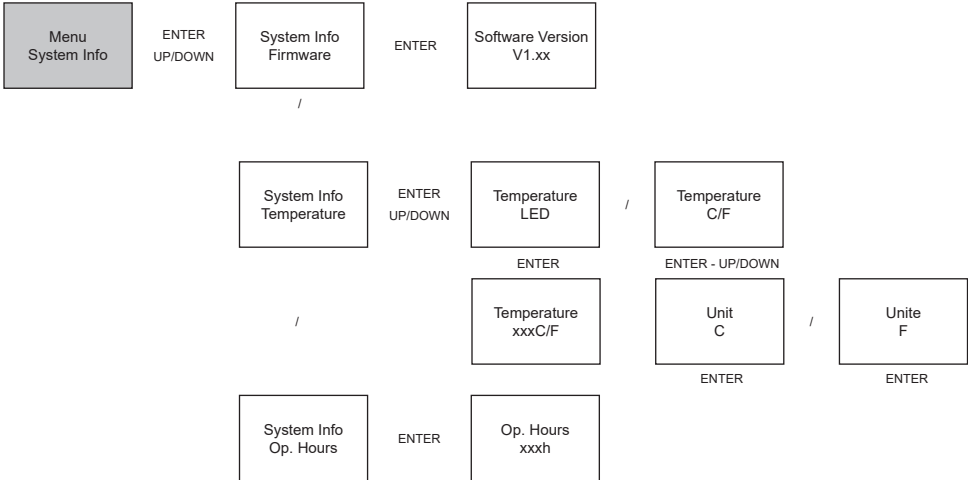 Menu
System Info
ENTER
UP/DOWN
System Info
Firmware
ENTER
Software Version
V1.xx
/
System Info
Temperature
ENTER
UP/DOWN
Temperature
LED
/
Temperature
C/F
ENTER
ENTER - UP/DOWN
/
Temperature
xxxC/F
Unit
C
/
Unite
F
ENTER
ENTER
System Info
Op. Hours
ENTER
Op. Hours
xxxh